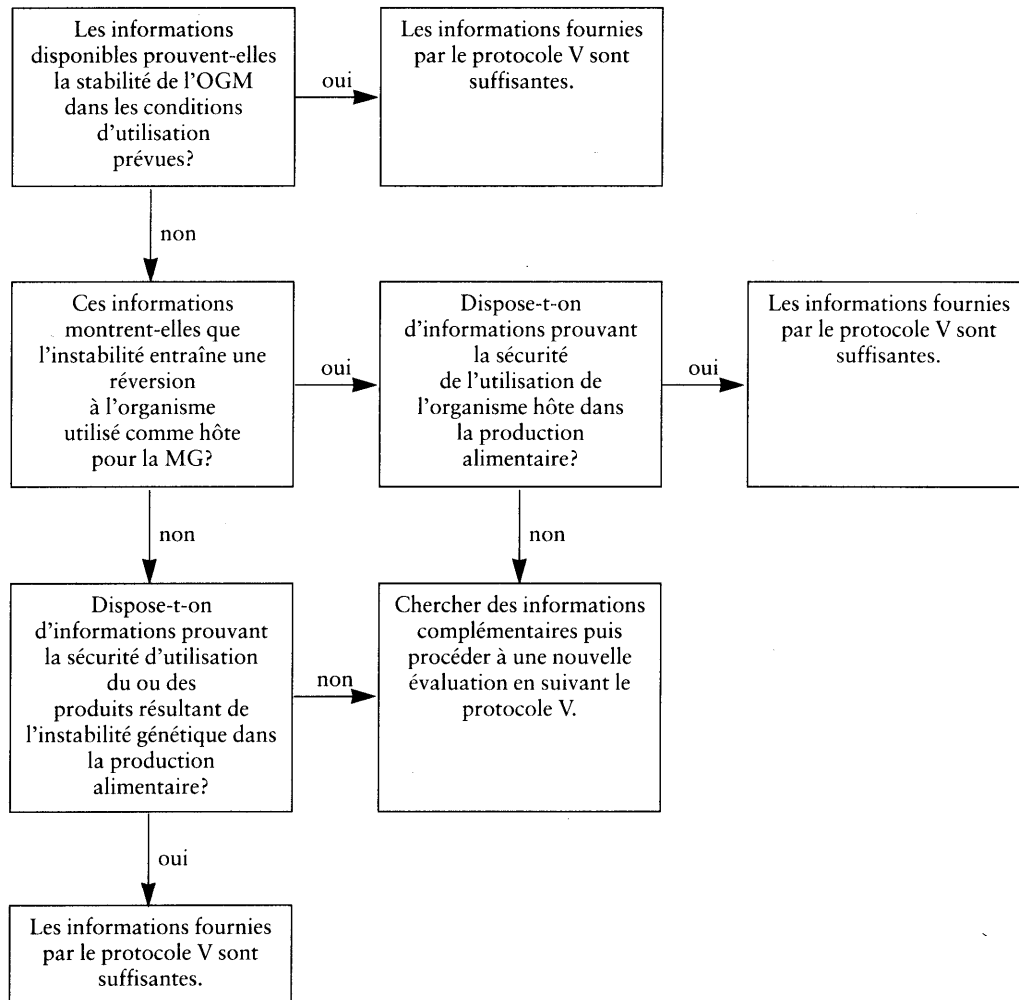 Les informations
disponibles prouvent-elles
la stabilité de l'OGM
dans les conditions
d'utilisation
prévues?
oui
Les informations fournies
par le protocole V sont
suffisantes.
non
Ces informations
montrent-elles que
l'instabilité entraîne une
réversion
à l'organisme
utilisé comme hôte
pour la MG?
oui
Dispose-t-on
d'informations prouvant
la sécurité
de l'utilisation de
l'organisme hôte dans
la production
alimentaire?
oui
Les informations fournies
par le protocole V sont
suffisantes.
non
non
Dispose-t-on
d'informations prouvant
la sécurité d'utilisation
du ou des
produits résultant de
l'instabilité génétique dans
la production
alimentaire?
non
Chercher des informations
complémentaires puis
procéder à une nouvelle
évaluation en suivant le
protocole V.
oui
Les informations fournies
par le protocole V sont
suffisantes.